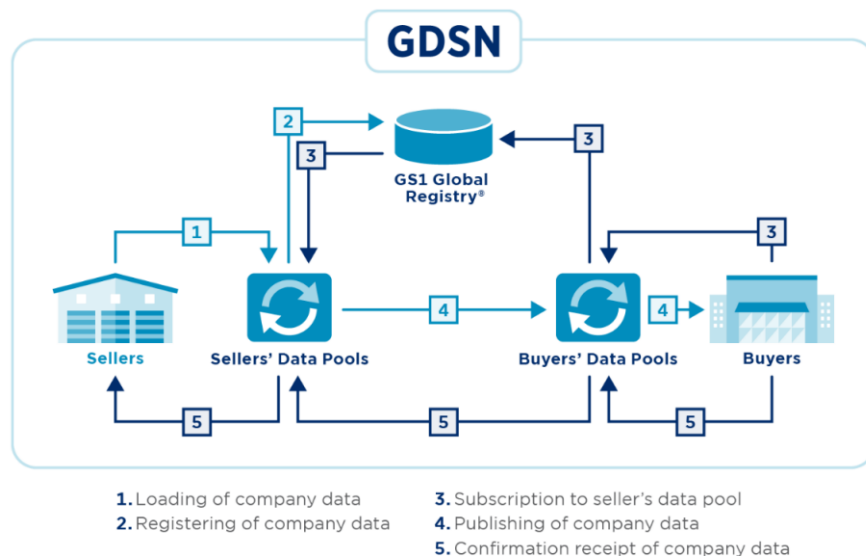 GDSN
2
3
3
GS1 Global
Registry®
1
3
4
4
Sellers
Sellers' Data Pools
Buyers' Data Pools
Buyers
5
5
5
1. Loading of company data
2. Registering of company data
3. Subscription to seller's data pool
4. Publishing of company data
5. Confirmation receipt of company data